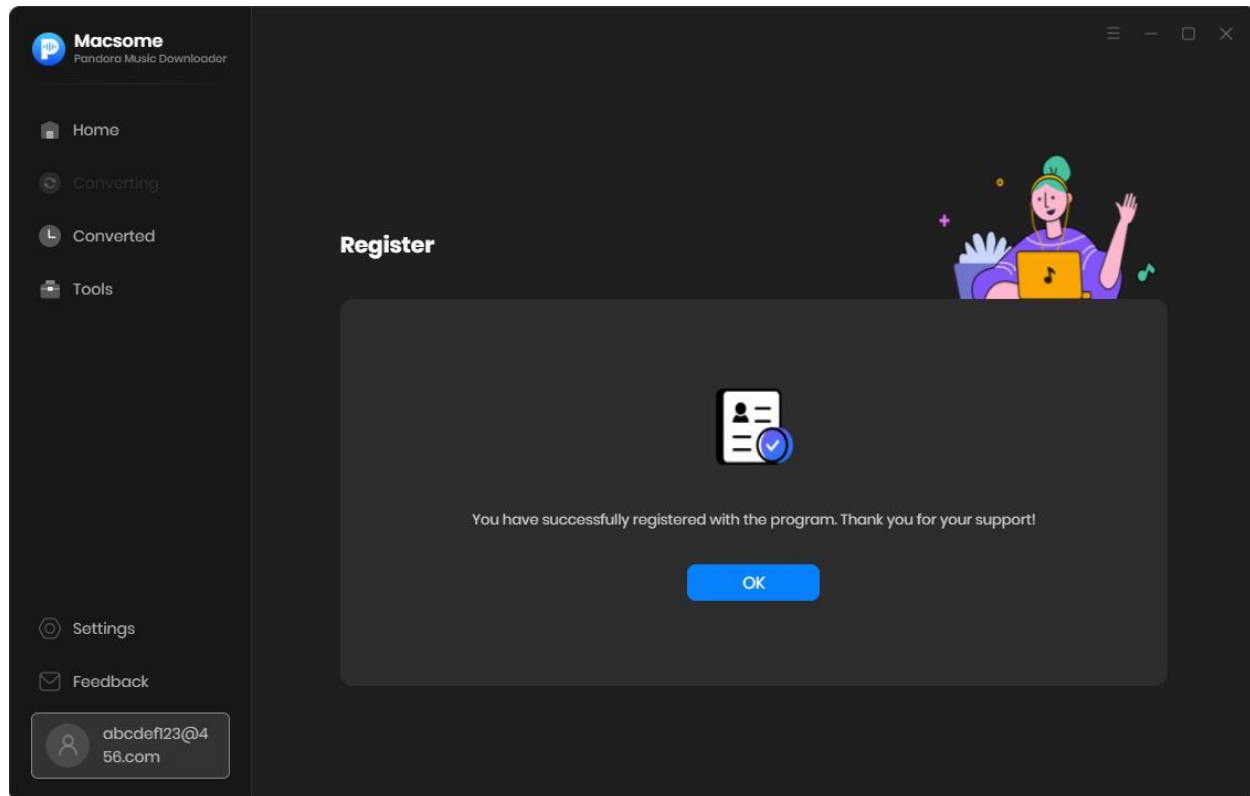 Macsome
Pandora Music Downloader
Home
Converting
Converted
Tools
Register
You have successfully registered with the program. Thank you for your support!
OK
Settings
Feedback
abcdef123@4
56.com